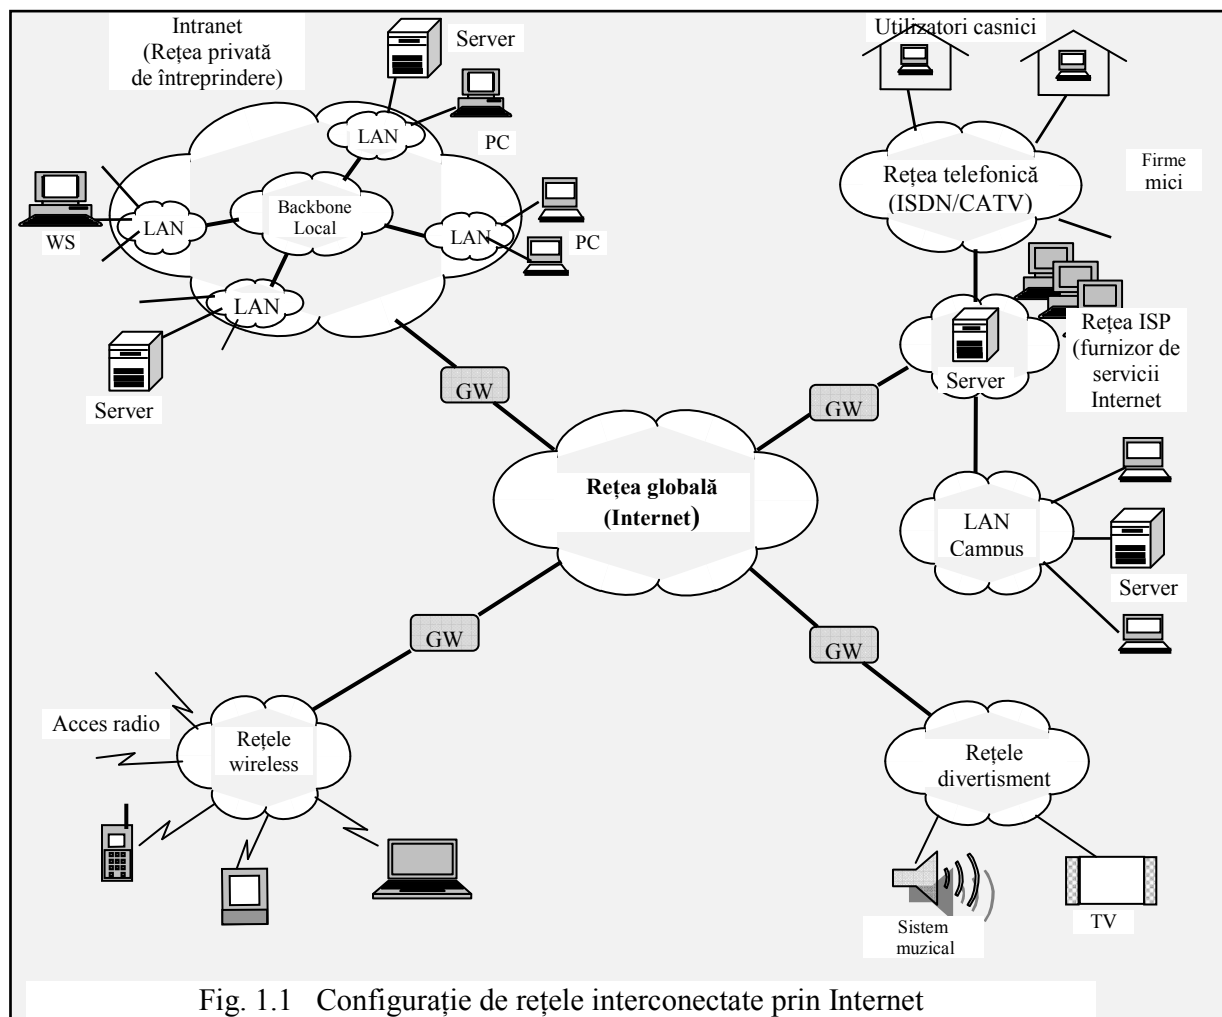 Intranet
(Rețea privată
de întreprindere)
Server
PC
LAN
Backbone
Local
LAN
WS
LAN
PC
LAN
Server
GW
Utilizatori casnici
Rețea telefonică
(ISDN/CATV)
Firme
mici
Rețea ISP
(furnizor de
servicii
Internet
Server
GW
Rețea globală
(Internet)
LAN
Campus
Server
GW
GW
Acces radio
Rețele
wireless
Rețele
divertisment
Sistem
muzical
TV
Fig. 1.1 Configurație de rețele interconectate prin Internet